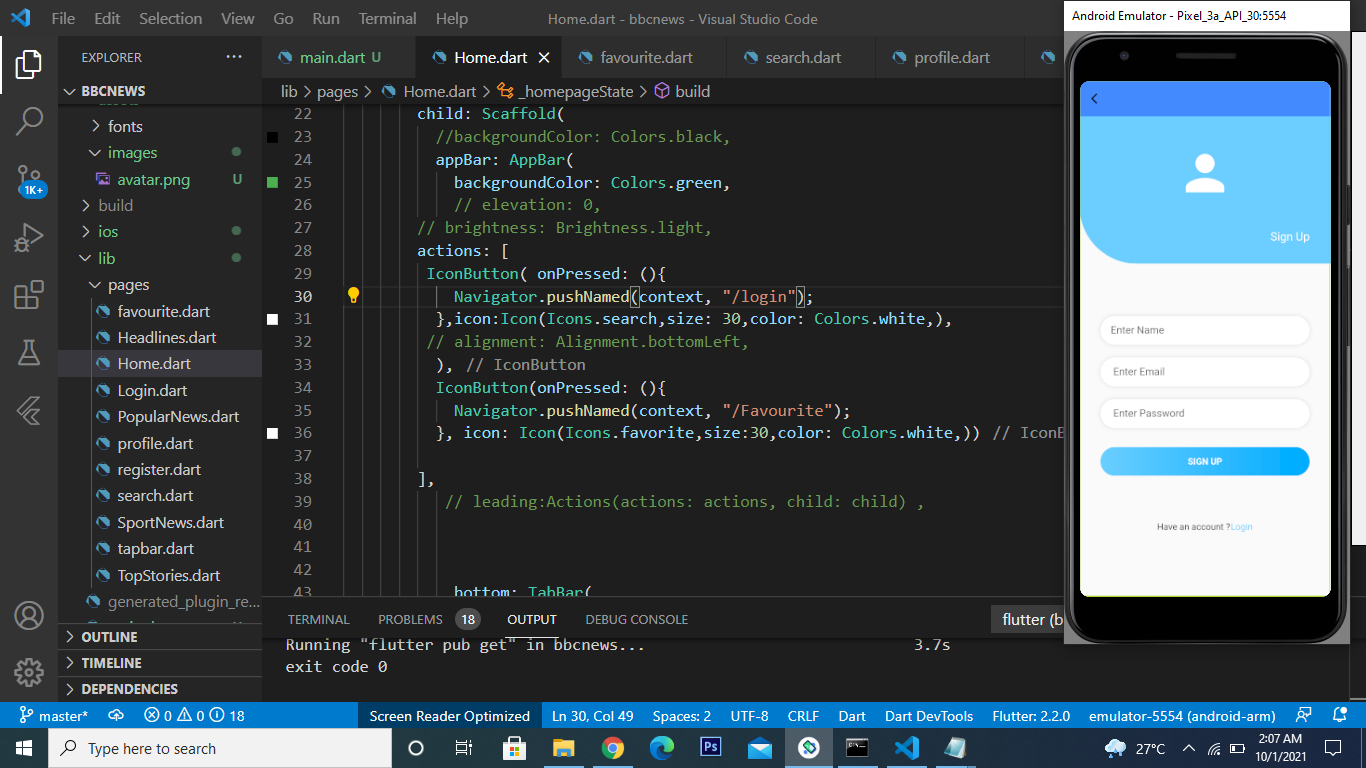 File Edit Selection View Go Run Terminal Help
Home.dart - bbcnews - Visual Studio Code
Android Emulator - Pixel_3a_API_30:5554
EXPLORER ···
main.dart U
Home.dart
favourite.dart
search.dart
profile.dart
BBCNEWS
lib > pages > Home.dart > _homepageState > build
fonts
images
avatar.png U
build
ios
lib
pages
favourite.dart
Headlines.dart
Home.dart
Login.dart
PopularNews.dart
profile.dart
register.dart
search.dart
SportNews.dart
tapbar.dart
TopStories.dart
generated_plugin_re...
OUTLINE
TIMELINE
DEPENDENCIES
1K+
22 child: Scaffold(
23 //backgroundColor: Colors.black,
24 appBar: AppBar(
25 backgroundColor: Colors.green,
26 // elevation: 0,
27 // brightness: Brightness.light,
28 actions: [
29 IconButton( onPressed: (){
30 Navigator.pushNamed(context, "/login");
31 },icon:Icon(Icons.search,size: 30,color: Colors.white,),
32 // alignment: Alignment.bottomLeft,
33 ), // IconButton
34 IconButton(onPressed: (){
35 Navigator.pushNamed(context, "/Favourite");
36 }, icon: Icon(Icons.favorite,size:30,color: Colors.white,)) // IconB
37
38 ],
39 // leading:Actions(actions: actions, child: child) ,
40
41
42
43 bottom: TabBar(
TERMINAL PROBLEMS 18 OUTPUT DEBUG CONSOLE
flutter (b
Running "flutter pub get" in bbcnews... 3.7s
exit code 0
Sign Up
Enter Name
Enter Email
Enter Password
SIGN UP
Have an account ?Login
master* 0 0 18 Screen Reader Optimized Ln 30, Col 49 Spaces: 2 UTF-8 CRLF Dart Dart DevTools Flutter: 2.2.0 emulator-5554 (android-arm)
Type here to search
Ps
27°C
2:07 AM
10/1/2021